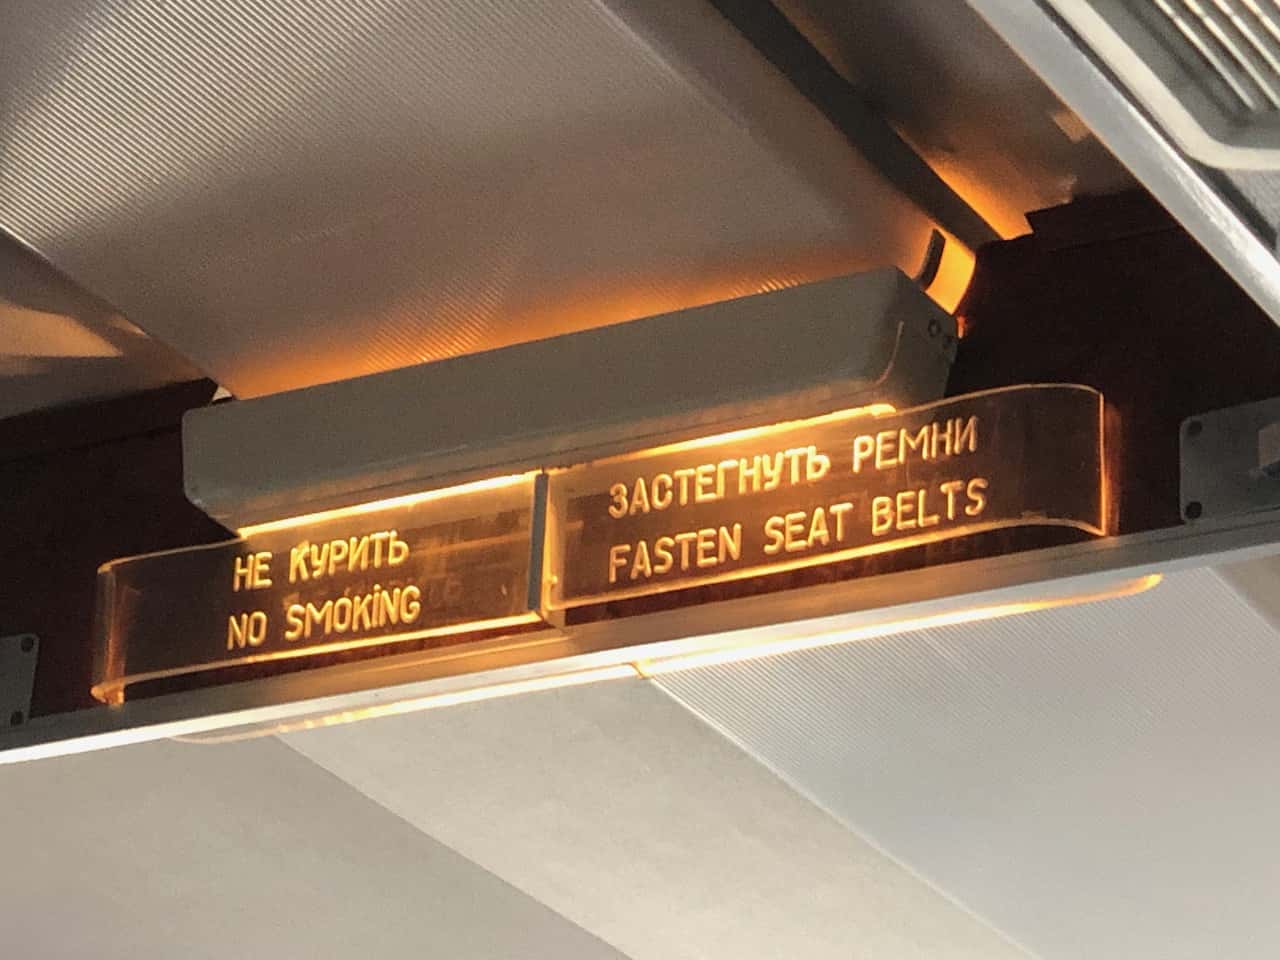 НЕ КУРИТЬ
NO SMOKiNG
ЗАСТЕГНУТЬ РЕМНИ
FASTEN SEAT BELTS